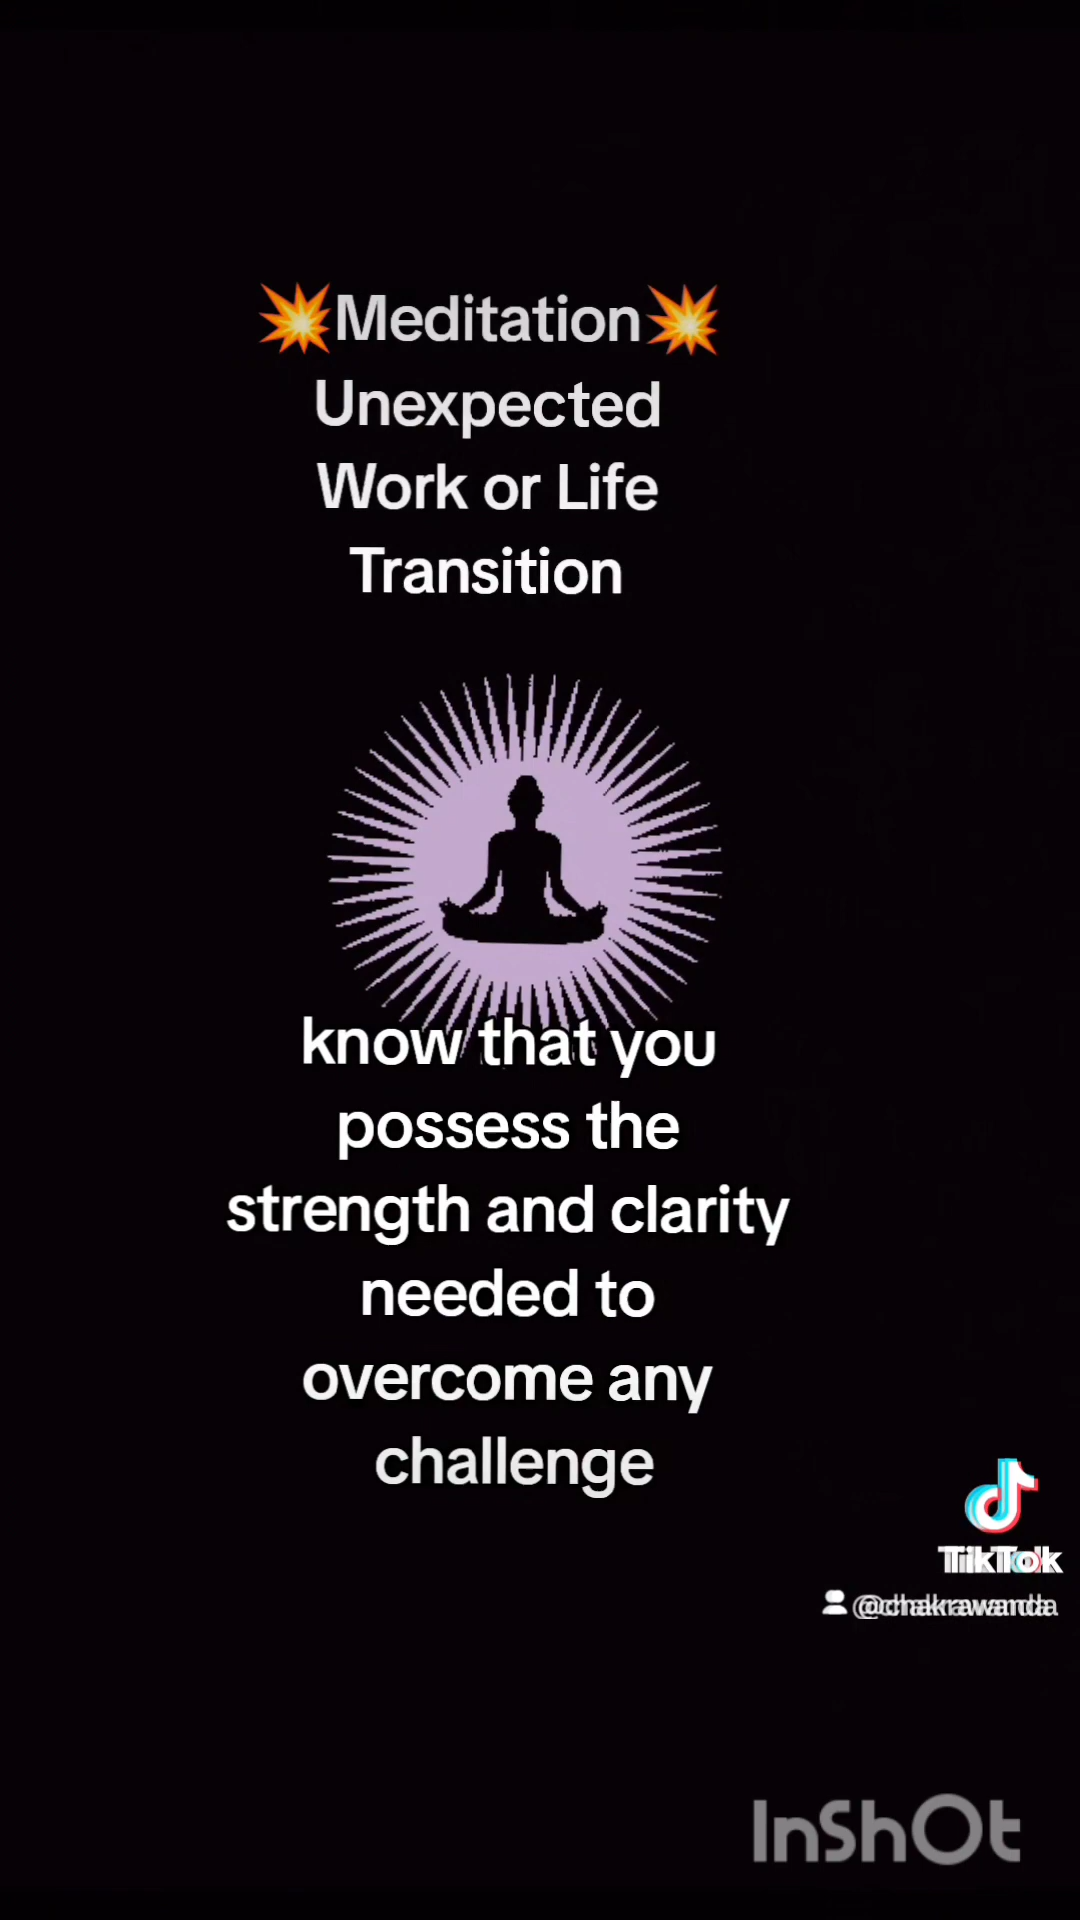 💥Meditation💥
Unexpected
Work or Life
Transition
know that you
possess the
strength and clarity
needed to
overcome any
challenge
TikTok
@chakrawanda
InShOt